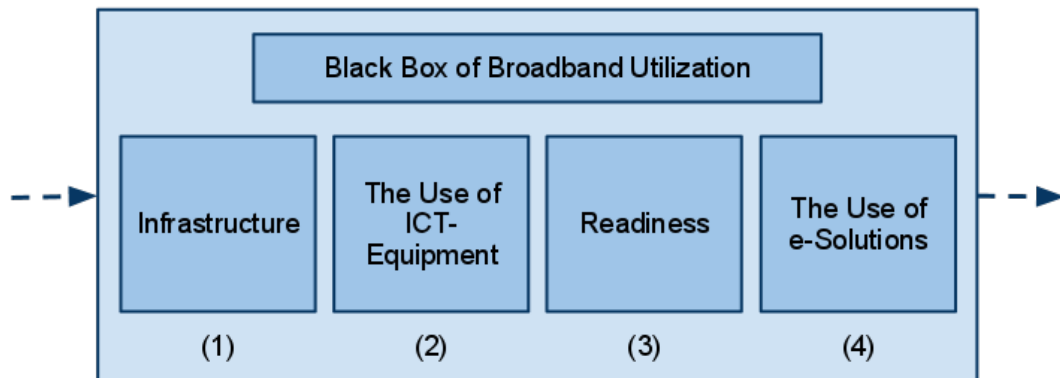 Black Box of Broadband Utilization
Infrastructure
The Use of
ICT-
Equipment
Readiness
The Use of
e-Solutions
(1)
(2)
(3)
(4)